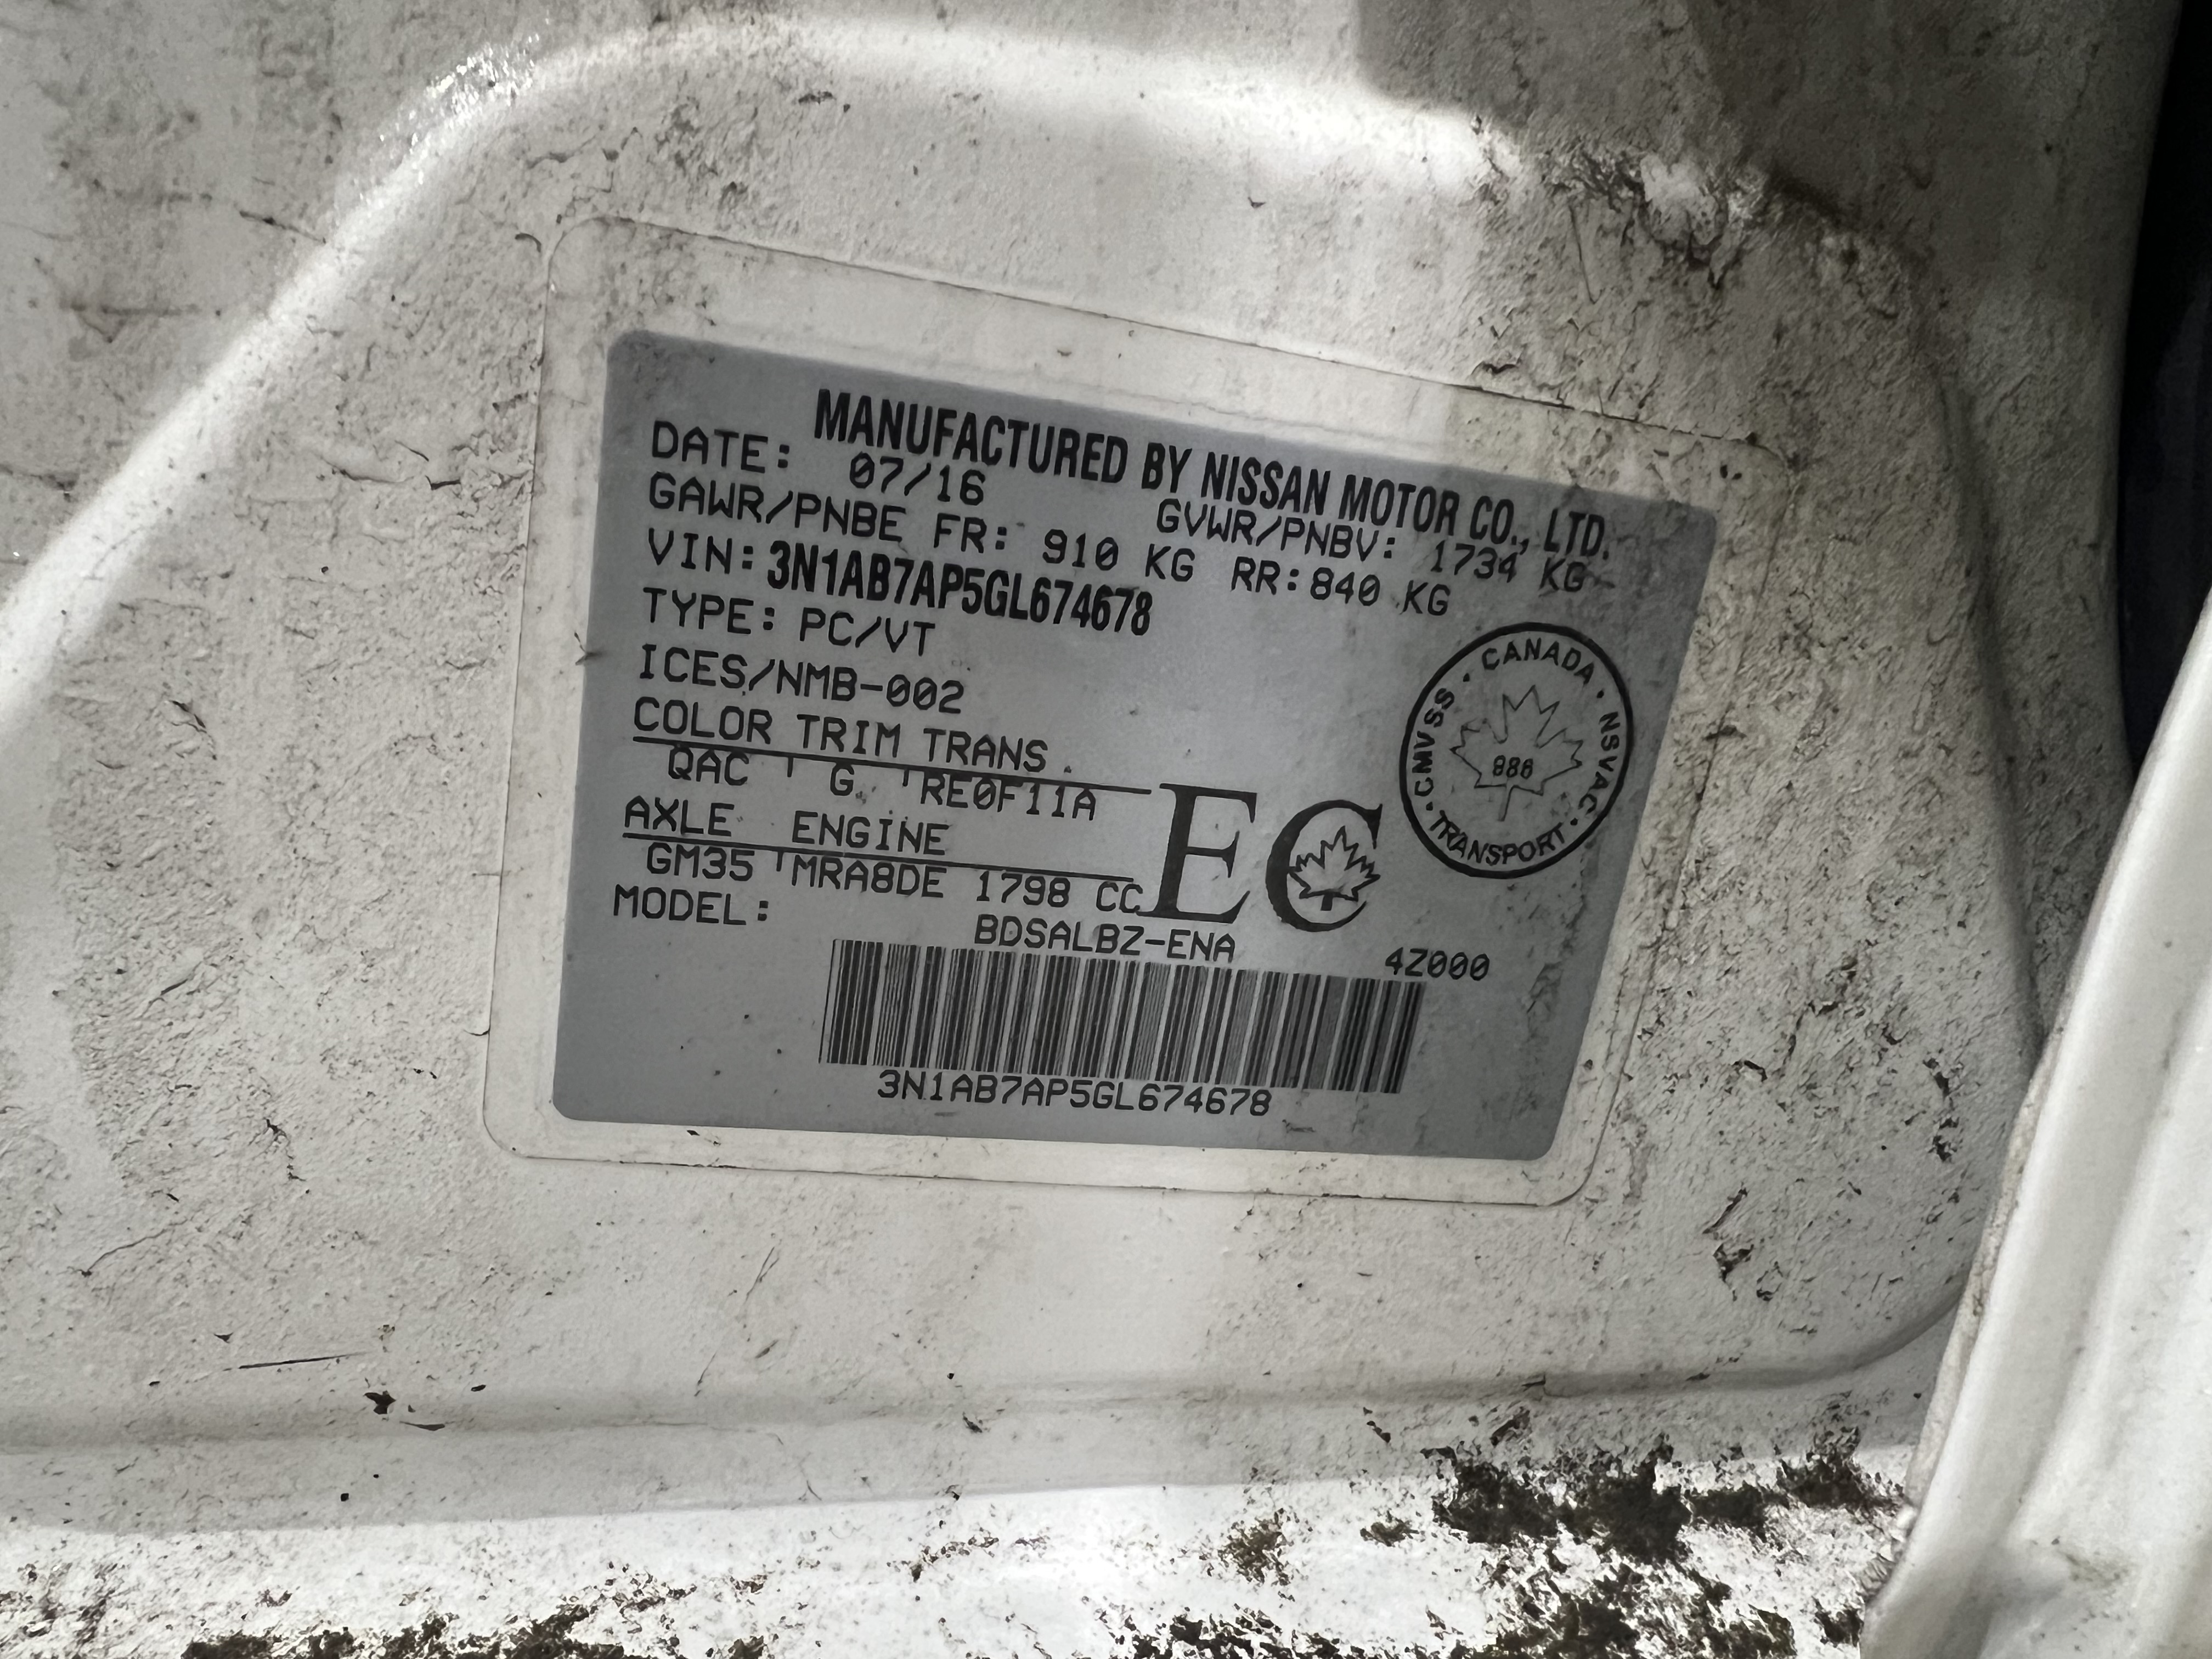 MANUFACTURED BY NISSAN MOTOR CO., LTD.
DATE: 07/16 GVWR/PNBV: 1734 KG
GAWR/PNBE FR: 910 KG RR: 840 KG
VIN: 3N1AB7AP5GL674678
TYPE: PC/VT
ICES/NMB-002
COLOR TRIM TRANS
QAC G RE0F11A
AXLE ENGINE
GM35 MRA8DE 1798 CC
EC
CANADA · NSVAC · TRANSPORT · CMVSS ·
886
MODEL: BDSALBZ-ENA 4Z000
3N1AB7AP5GL674678